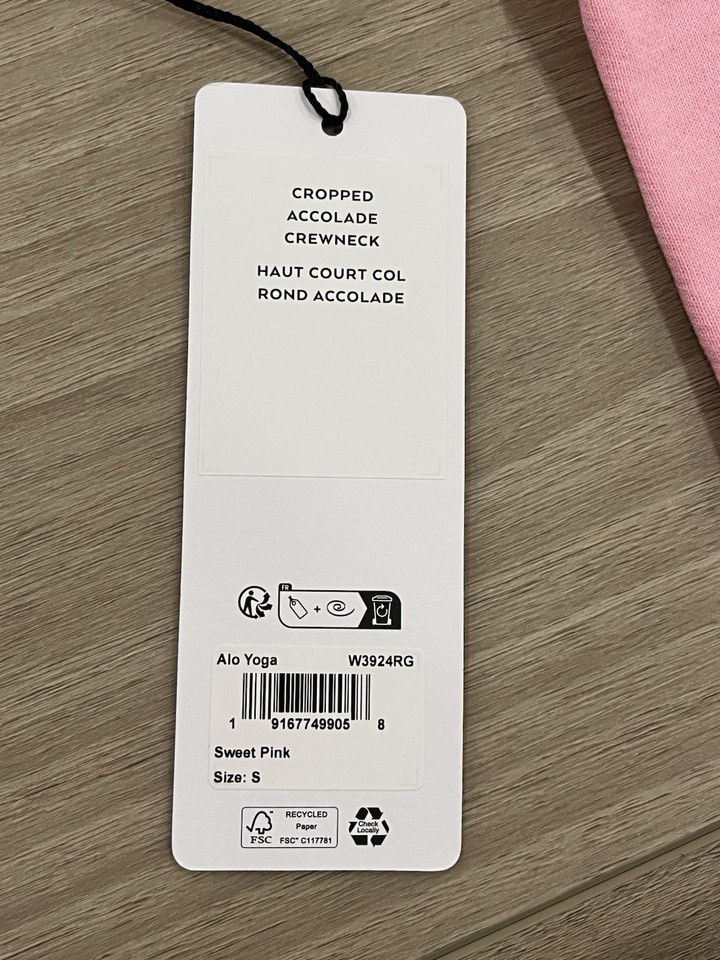 CROPPED
ACCOLADE
CREWNECK
HAUT COURT COL
ROND ACCOLADE
FR
+
Alo Yoga W3924RG
1 9167749905 8
Sweet Pink
Size: S
FSC
RECYCLED
Paper
FSC™ C117781
Check
Locally